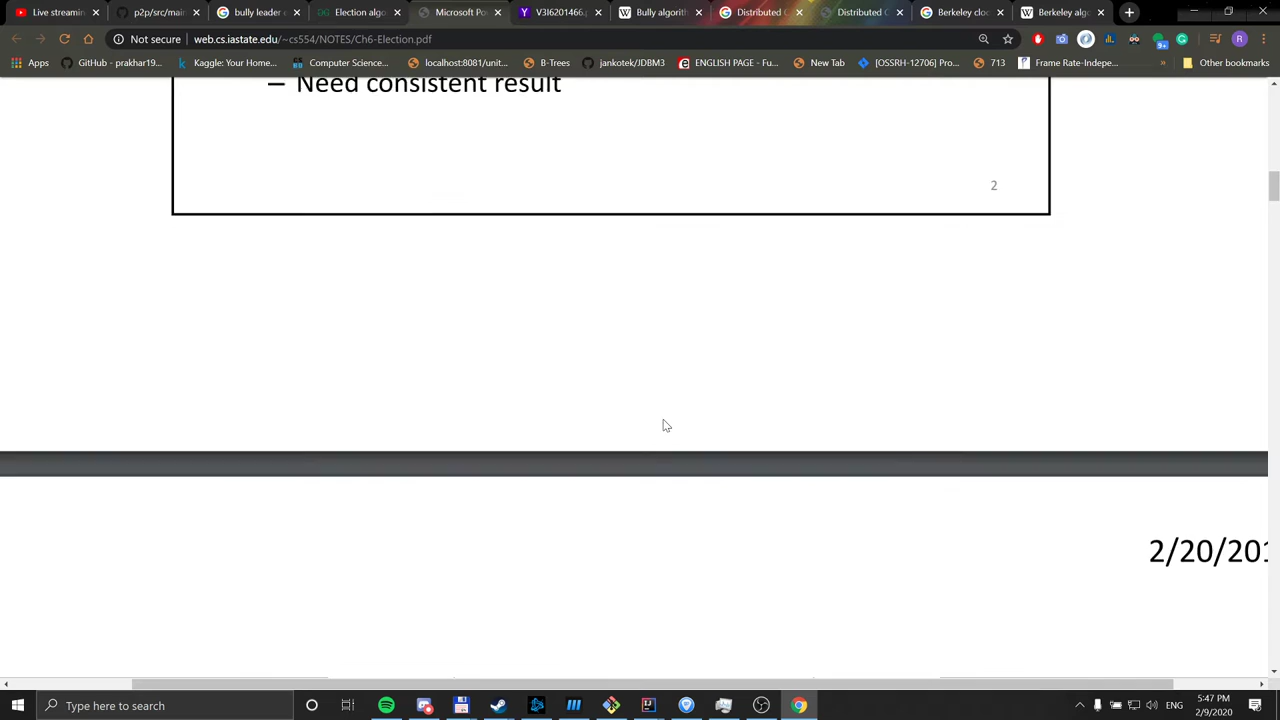 Live streamin
p2p/src/main
bully leader e
Election algo
Microsoft Po
V3I6201466.p
Bully algorith
Distributed C
Distributed C
Berkeley cloc
Berkeley algo
Not secure web.cs.iastate.edu/~cs554/NOTES/Ch6-Election.pdf
Apps
GitHub - prakhar19...
Kaggle: Your Home...
Computer Science...
localhost:8081/unit...
B-Trees
jankotek/JDBM3
ENGLISH PAGE - Fu...
New Tab
[OSSRH-12706] Pro...
713
Frame Rate-Indepe...
»
Other bookmarks
– Need consistent result
2
2/20/201
Type here to search
ENG
5:47 PM
2/9/2020